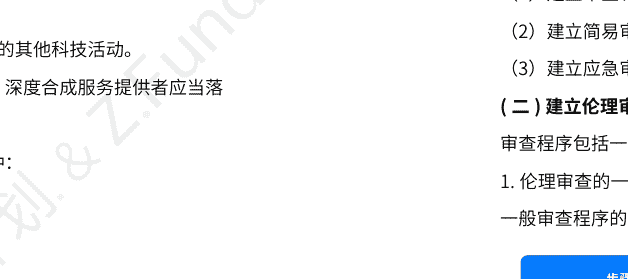 的其他科技活动。
深度合成服务提供者应当落
中：
（2）建立简易审
（3）建立应急审
( 二 ) 建立伦理审
审查程序包括一
1. 伦理审查的一
一般审查程序的
划 & Z.Fund